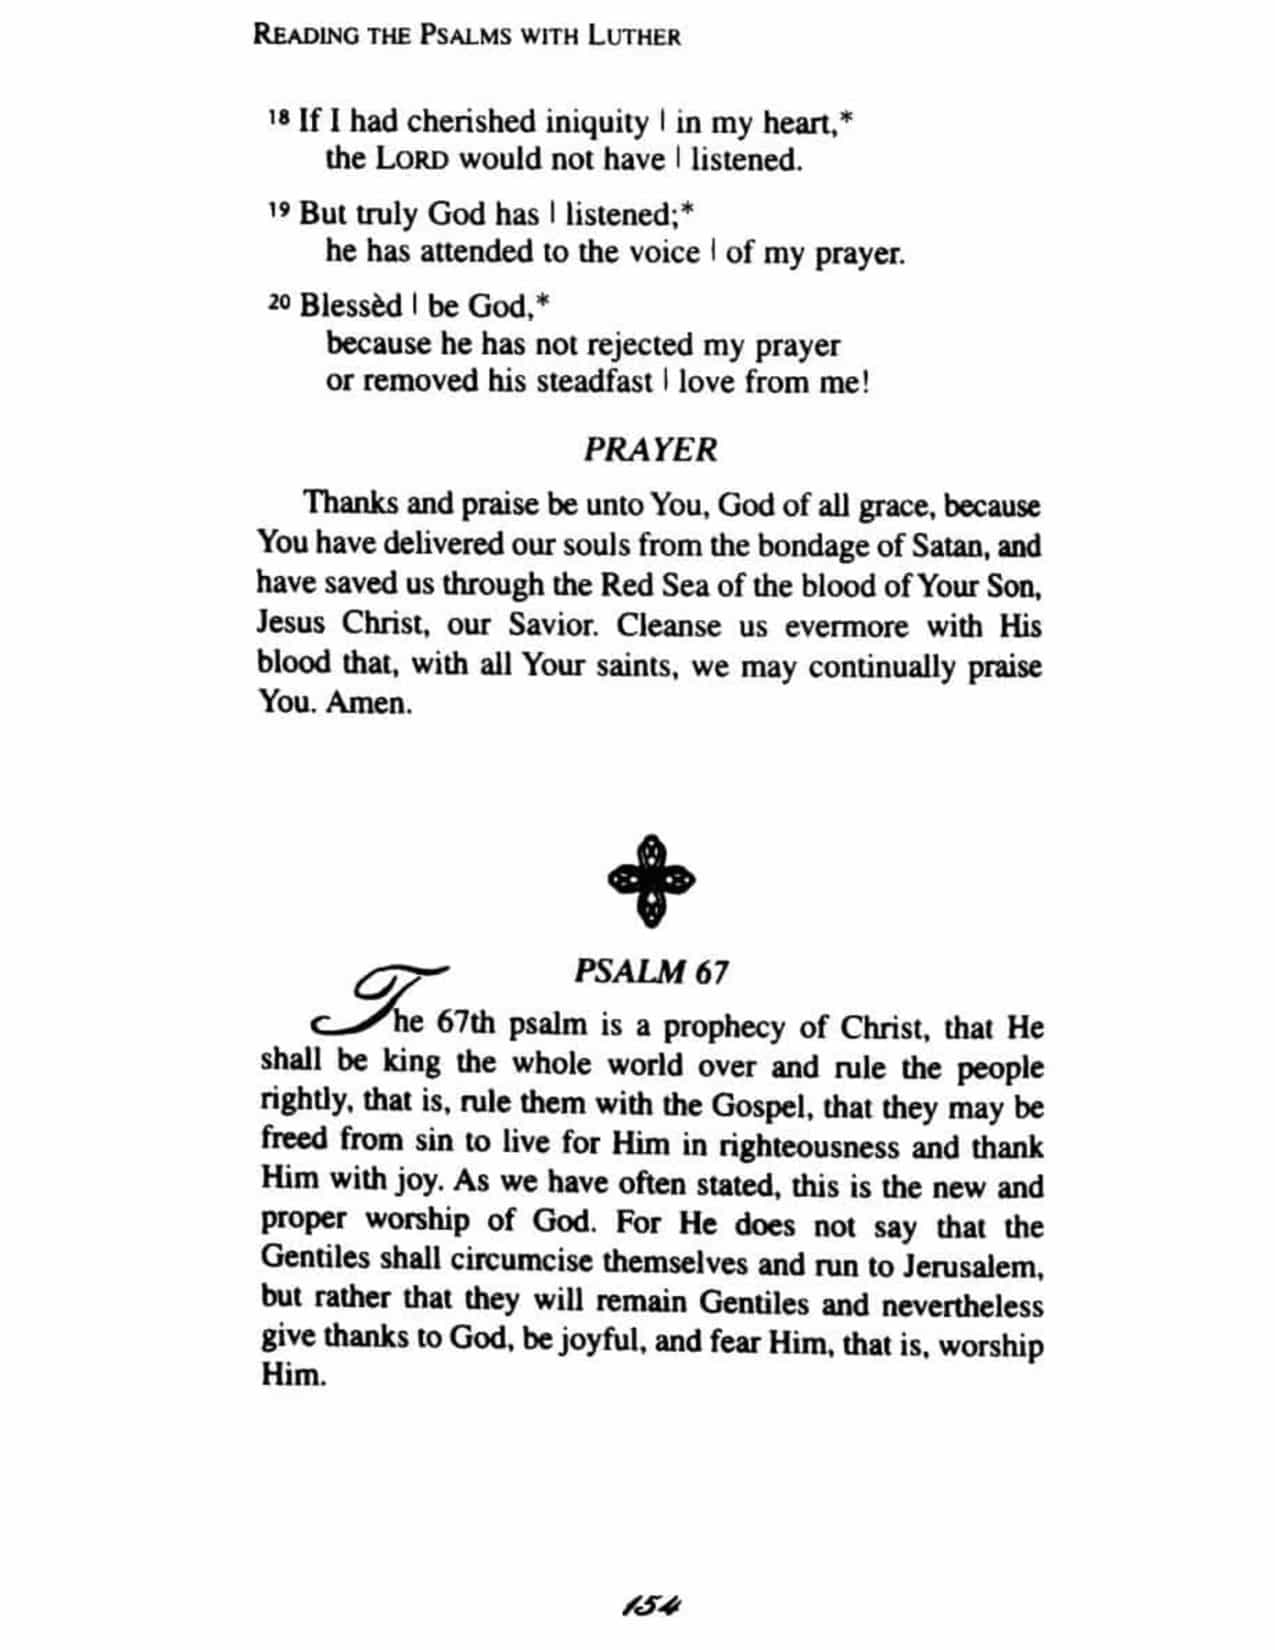 READING THE PSALMS WITH LUTHER
18 If I had cherished iniquity | in my heart,*
the LORD would not have | listened.
19 But truly God has | listened;*
he has attended to the voice | of my prayer.
20 Blessèd | be God,*
because he has not rejected my prayer
or removed his steadfast | love from me!
PRAYER
Thanks and praise be unto You, God of all grace, because
You have delivered our souls from the bondage of Satan, and
have saved us through the Red Sea of the blood of Your Son,
Jesus Christ, our Savior. Cleanse us evermore with His
blood that, with all Your saints, we may continually praise
You. Amen.
PSALM 67
The 67th psalm is a prophecy of Christ, that He
shall be king the whole world over and rule the people
rightly, that is, rule them with the Gospel, that they may be
freed from sin to live for Him in righteousness and thank
Him with joy. As we have often stated, this is the new and
proper worship of God. For He does not say that the
Gentiles shall circumcise themselves and run to Jerusalem,
but rather that they will remain Gentiles and nevertheless
give thanks to God, be joyful, and fear Him, that is, worship
Him.
154